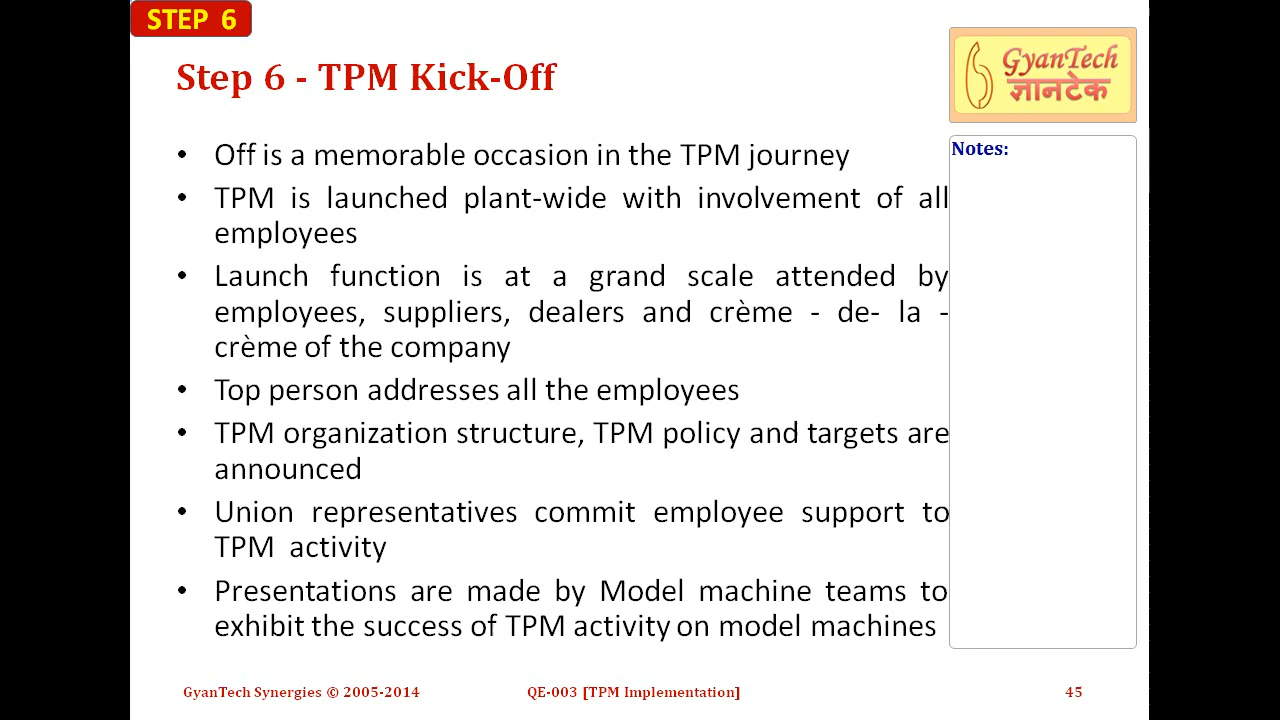 STEP 6
Step 6 - TPM Kick-Off
GyanTech
ज्ञानटेक
• Off is a memorable occasion in the TPM journey
• TPM is launched plant-wide with involvement of all
employees
• Launch function is at a grand scale attended by
employees, suppliers, dealers and crème - de- la -
crème of the company
• Top person addresses all the employees
• TPM organization structure, TPM policy and targets are
announced
• Union representatives commit employee support to
TPM activity
• Presentations are made by Model machine teams to
exhibit the success of TPM activity on model machines
Notes:
GyanTech Synergies © 2005-2014
QE-003 [TPM Implementation]
45